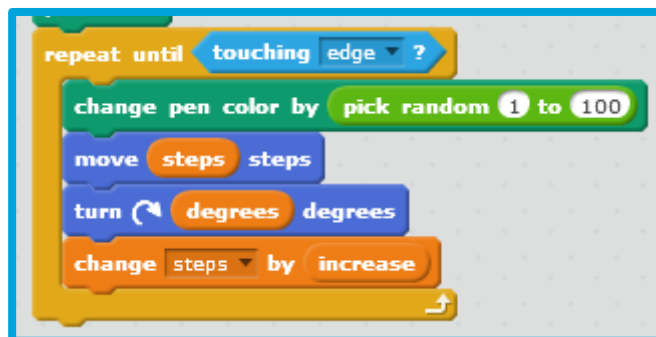 repeat until touching edge ?
change pen color by pick random 1 to 100
move steps steps
turn degrees degrees
change steps by increase